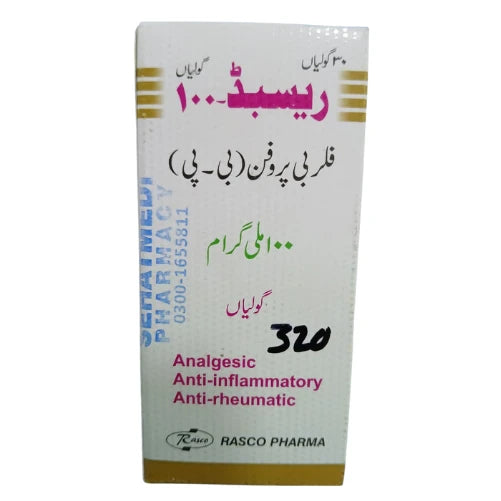 ۳۰ گولیاں
ریسبڈ-۱۰۰ گولیاں
فلربی پروفن (بی-پی)
۱۰۰ ملی گرام
گولیاں
320
Analgesic
Anti-inflammatory
Anti-rheumatic
Rasco RASCO PHARMA
SEHATMEDI
PHARMACY
0300-1655811